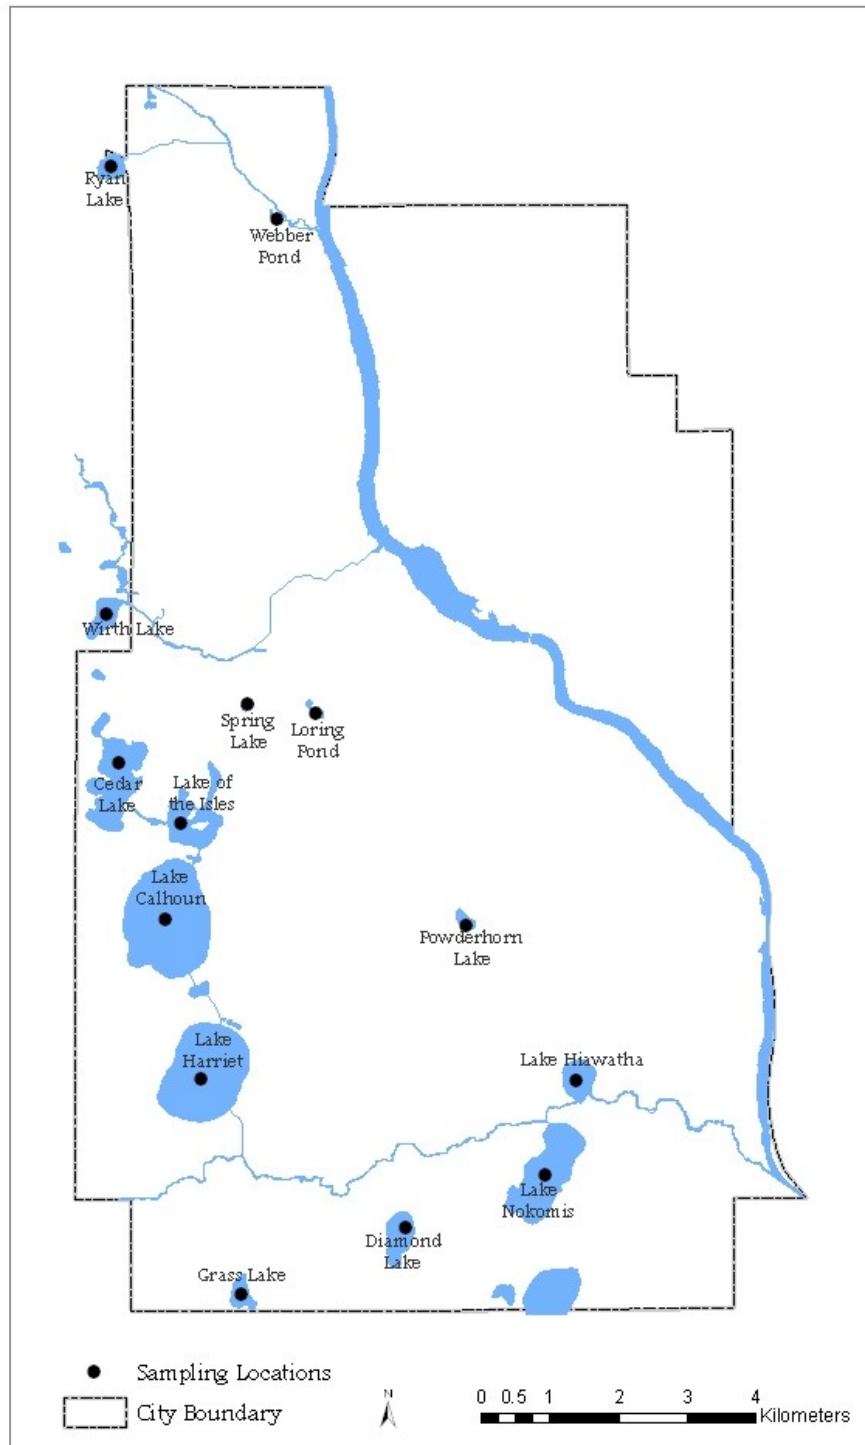 Ryan
Lake
Webber
Pond
Wirth Lake
Spring
Lake
Loring
Pond
Cedar
Lake
Lake of
the Isles
Lake
Calhoun
Powderhorn
Lake
Lake
Harriet
Lake Hiawatha
Lake
Nokomis
Diamond
Lake
Grass Lake
Sampling Locations
City Boundary
N
0 0.5 1 2 3 4
Kilometers